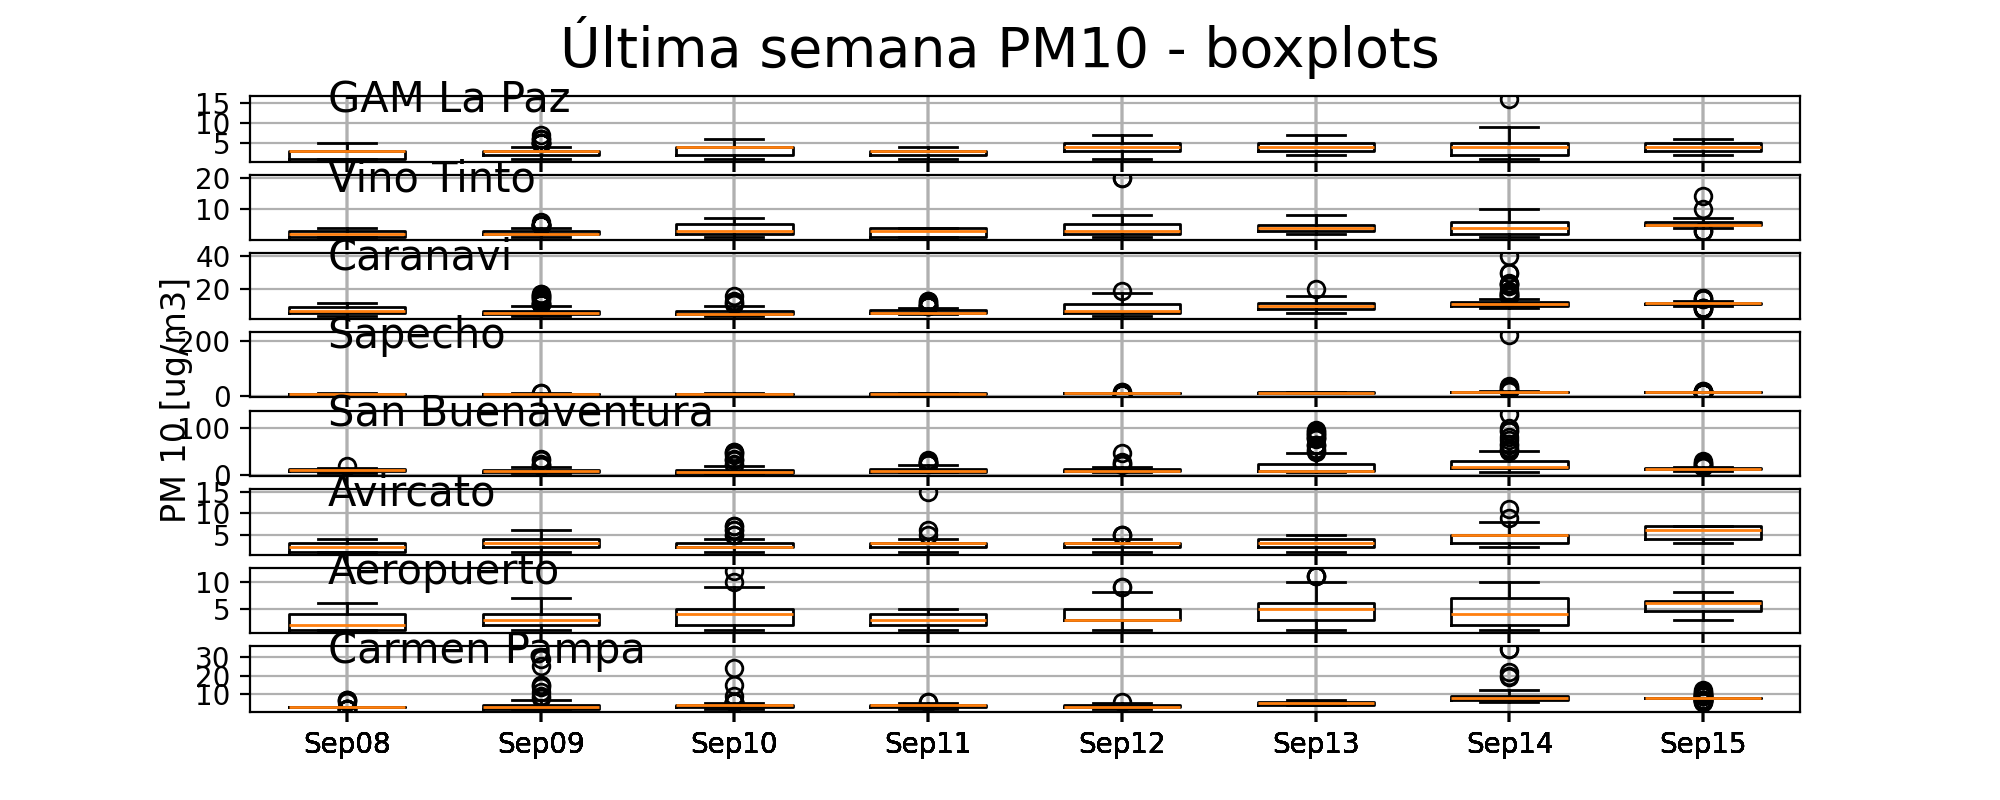 Última semana PM10 - boxplots
GAM La Paz
15
10
5
Vino Tinto
20
10
Caranavi
40
20
Sapecho
200
0
San Buenaventura
100
0
PM 10 [ug/m3]
Avircato
15
10
5
Aeropuerto
10
5
Carmen Pampa
30
20
10
Sep08 Sep09 Sep10 Sep11 Sep12 Sep13 Sep14 Sep15